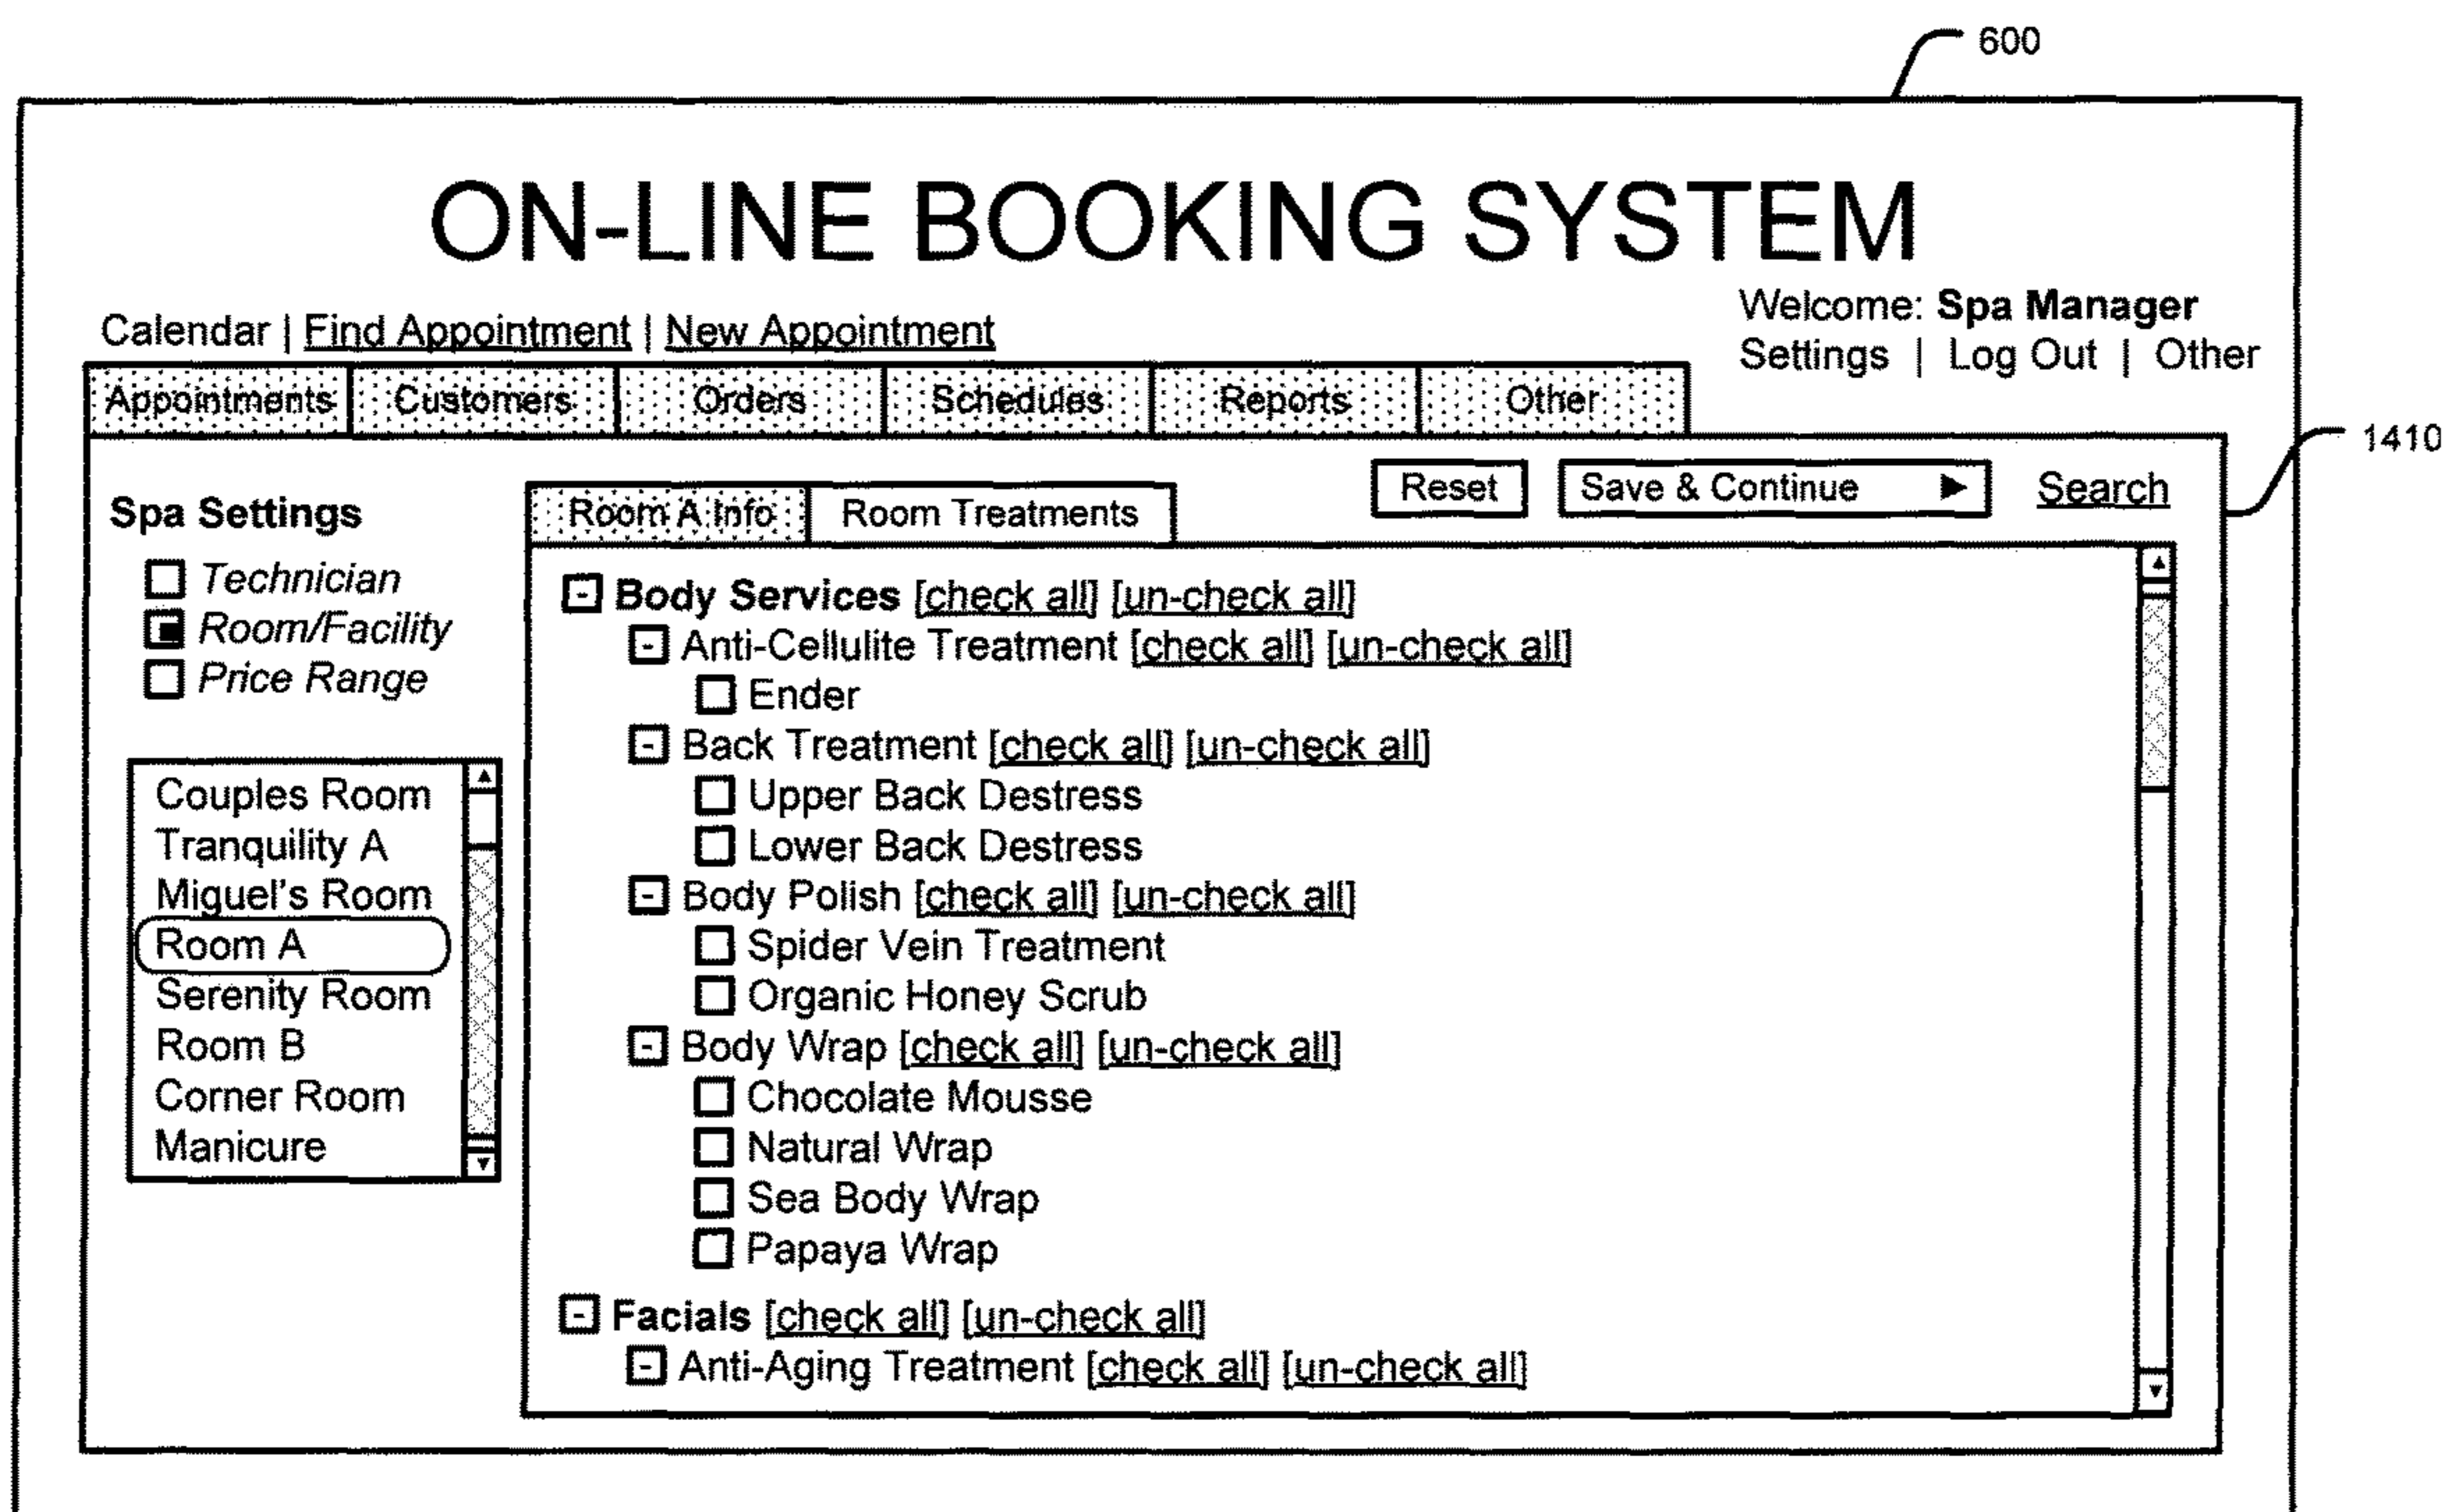 600
ON-LINE BOOKING SYSTEM
Welcome: Spa Manager
Calendar | Find Appointment | New Appointment
Settings | Log Out | Other
Appointments Customers Orders Schedules Reports Other
1410
Reset Save & Continue Search
Spa Settings
Room A Info Room Treatments
Technician
Room/Facility
Price Range
Couples Room
Tranquility A
Miguel's Room
Room A
Serenity Room
Room B
Corner Room
Manicure
Body Services [check all] [un-check all]
Anti-Cellulite Treatment [check all] [un-check all]
Ender
Back Treatment [check all] [un-check all]
Upper Back Destress
Lower Back Destress
Body Polish [check all] [un-check all]
Spider Vein Treatment
Organic Honey Scrub
Body Wrap [check all] [un-check all]
Chocolate Mousse
Natural Wrap
Sea Body Wrap
Papaya Wrap
Facials [check all] [un-check all]
Anti-Aging Treatment [check all] [un-check all]